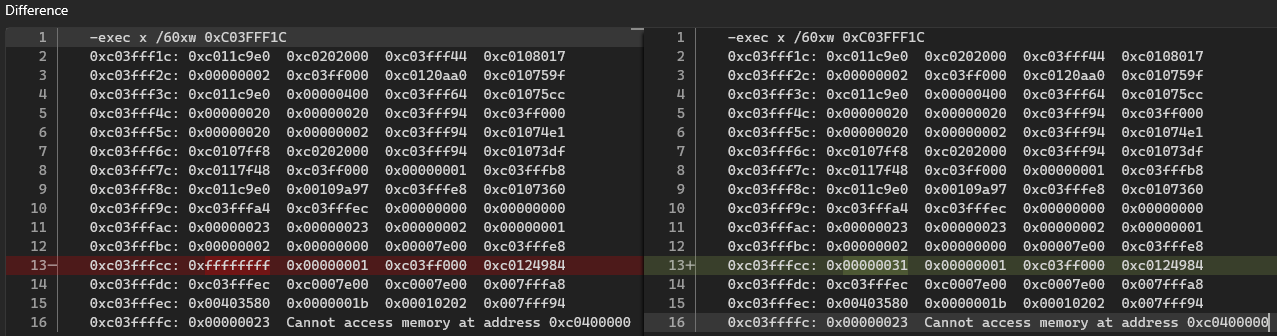 Difference
1 -exec x /60xw 0xC03FFF1C
2 0xc03fff1c: 0xc011c9e0 0xc0202000 0xc03fff44 0xc0108017
3 0xc03fff2c: 0x00000002 0xc03ff000 0xc0120aa0 0xc010759f
4 0xc03fff3c: 0xc011c9e0 0x00000400 0xc03fff64 0xc01075cc
5 0xc03fff4c: 0x00000020 0x00000020 0xc03fff94 0xc03ff000
6 0xc03fff5c: 0x00000020 0x00000002 0xc03fff94 0xc01074e1
7 0xc03fff6c: 0xc0107ff8 0xc0202000 0xc03fff94 0xc01073df
8 0xc03fff7c: 0xc0117f48 0xc03ff000 0x00000001 0xc03fffb8
9 0xc03fff8c: 0xc011c9e0 0x00109a97 0xc03fffe8 0xc0107360
10 0xc03fff9c: 0xc03fffa4 0xc03fffec 0x00000000 0x00000000
11 0xc03fffac: 0x00000023 0x00000023 0x00000002 0x00000001
12 0xc03fffbc: 0x00000002 0x00000000 0x00007e00 0xc03fffe8
13— 0xc03fffcc: 0xffffffff 0x00000001 0xc03ff000 0xc0124984
14 0xc03fffdc: 0xc03fffec 0xc0007e00 0xc0007e00 0x007fffa8
15 0xc03fffec: 0x00403580 0x0000001b 0x00010202 0x007fff94
16 0xc03ffffc: 0x00000023 Cannot access memory at address 0xc0400000
1 -exec x /60xw 0xC03FFF1C
2 0xc03fff1c: 0xc011c9e0 0xc0202000 0xc03fff44 0xc0108017
3 0xc03fff2c: 0x00000002 0xc03ff000 0xc0120aa0 0xc010759f
4 0xc03fff3c: 0xc011c9e0 0x00000400 0xc03fff64 0xc01075cc
5 0xc03fff4c: 0x00000020 0x00000020 0xc03fff94 0xc03ff000
6 0xc03fff5c: 0x00000020 0x00000002 0xc03fff94 0xc01074e1
7 0xc03fff6c: 0xc0107ff8 0xc0202000 0xc03fff94 0xc01073df
8 0xc03fff7c: 0xc0117f48 0xc03ff000 0x00000001 0xc03fffb8
9 0xc03fff8c: 0xc011c9e0 0x00109a97 0xc03fffe8 0xc0107360
10 0xc03fff9c: 0xc03fffa4 0xc03fffec 0x00000000 0x00000000
11 0xc03fffac: 0x00000023 0x00000023 0x00000002 0x00000001
12 0xc03fffbc: 0x00000002 0x00000000 0x00007e00 0xc03fffe8
13+ 0xc03fffcc: 0x00000031 0x00000001 0xc03ff000 0xc0124984
14 0xc03fffdc: 0xc03fffec 0xc0007e00 0xc0007e00 0x007fffa8
15 0xc03fffec: 0x00403580 0x0000001b 0x00010202 0x007fff94
16 0xc03ffffc: 0x00000023 Cannot access memory at address 0xc0400000